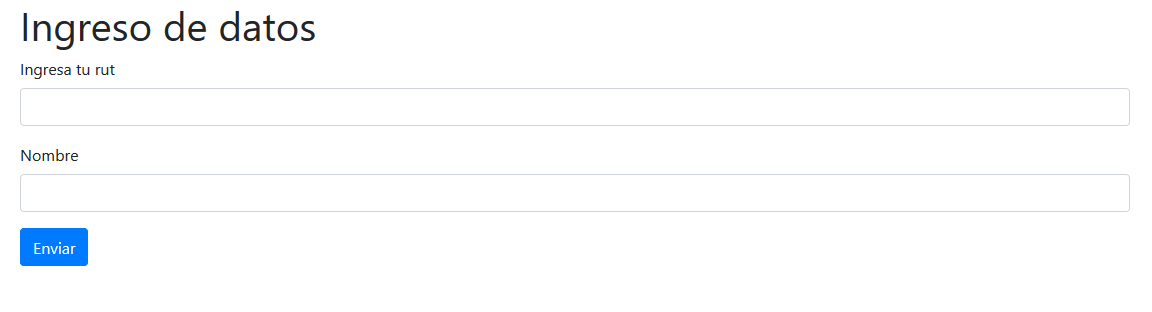 Ingreso de datos
Ingresa tu rut
Nombre
Enviar